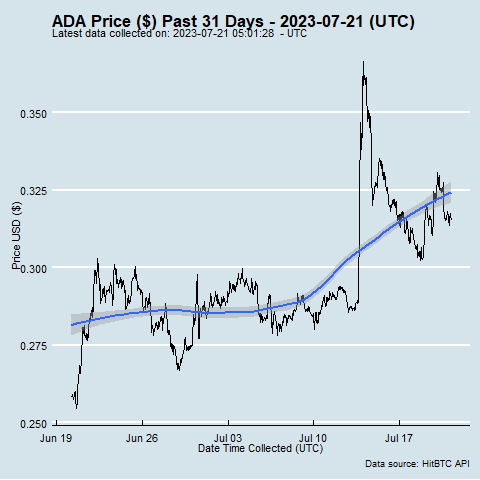 ADA Price ($) Past 31 Days - 2023-07-21 (UTC)
Latest data collected on: 2023-07-21 05:01:28  - UTC
Price USD ($)
0.350
0.325
0.300
0.275
0.250
Jun 19 Jun 26 Jul 03 Jul 10 Jul 17
Date Time Collected (UTC)
Data source: HitBTC API